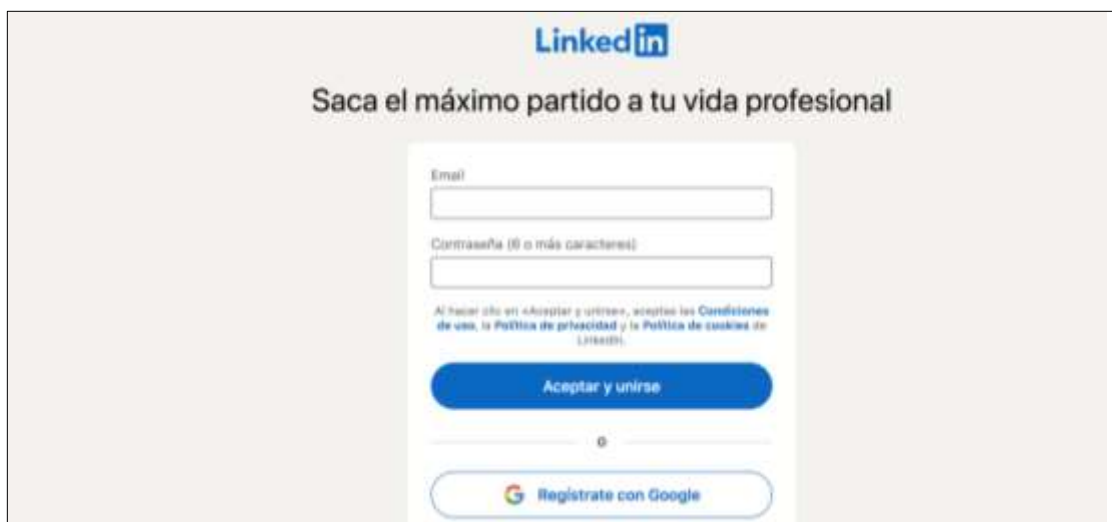 LinkedIn
Saca el máximo partido a tu vida profesional
Email
Contraseña (6 o más caracteres)
Al hacer clic en «Aceptar y unirse», aceptas las Condiciones
de uso, la Política de privacidad y la Política de cookies de
LinkedIn.
Aceptar y unirse
o
Regístrate con Google